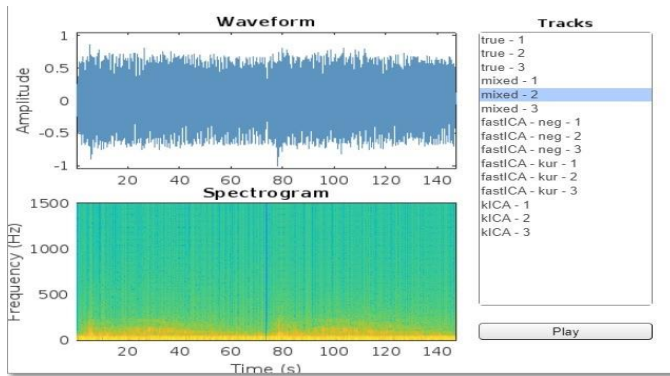 Waveform
Amplitude
1
0.5
0
-0.5
-1
20 40 60 80 100 120 140
Spectrogram
Frequency (Hz)
1500
1000
500
0
20 40 60 80 100 120 140
Time (s)
Tracks
true - 1
true - 2
true - 3
mixed - 1
mixed - 2
mixed - 3
fastICA - neg - 1
fastICA - neg - 2
fastICA - neg - 3
fastICA - kur - 1
fastICA - kur - 2
fastICA - kur - 3
kICA - 1
kICA - 2
kICA - 3
Play